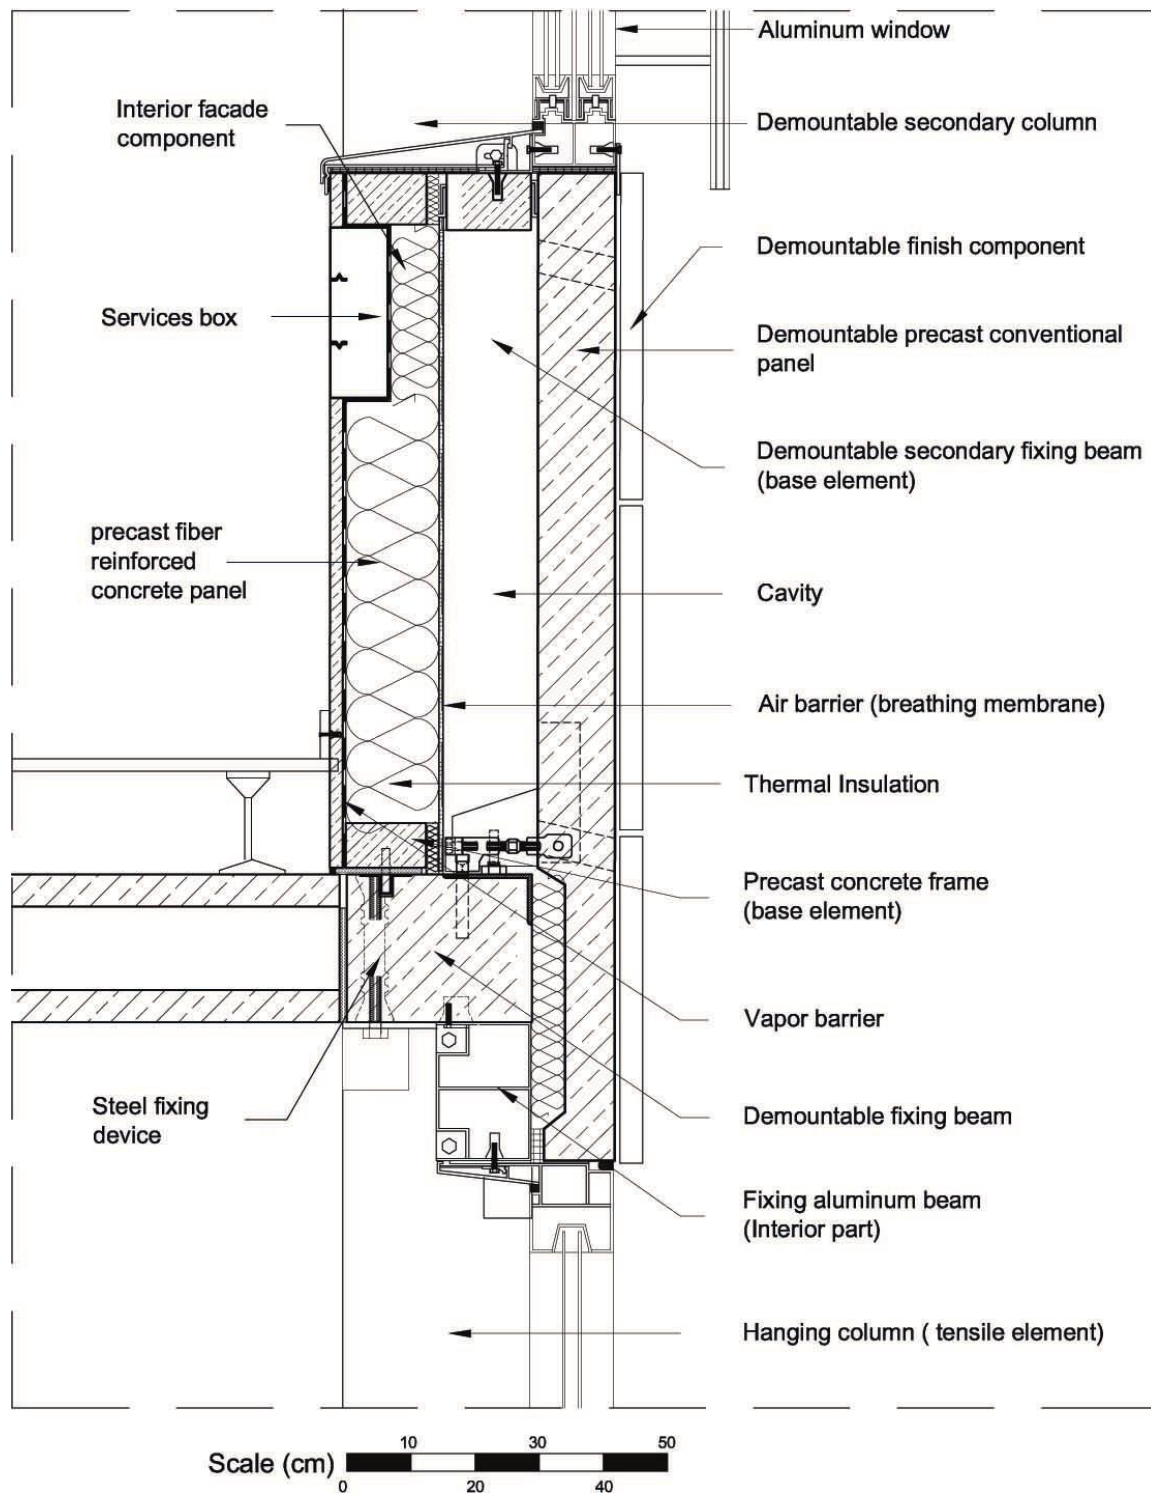 Aluminum window
Interior facade
component
Demountable secondary column
Demountable finish component
Services box
Demountable precast conventional
panel
Demountable secondary fixing beam
(base element)
precast fiber
reinforced
concrete panel
Cavity
Air barrier (breathing membrane)
Thermal Insulation
Precast concrete frame
(base element)
Vapor barrier
Steel fixing
device
Demountable fixing beam
Fixing aluminum beam
(Interior part)
Hanging column ( tensile element)
10 30 50
Scale (cm)
0 20 40